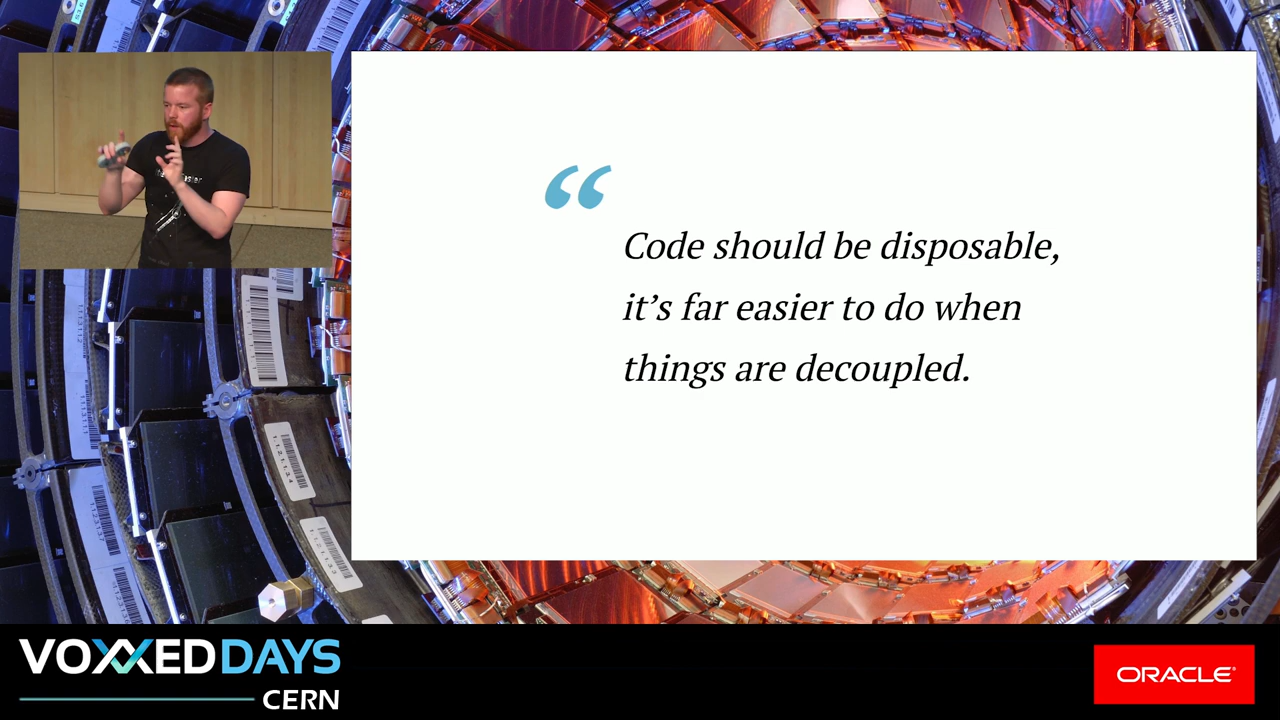 “
Code should be disposable,
it’s far easier to do when
things are decoupled.
VOXXED DAYS
CERN
ORACLE